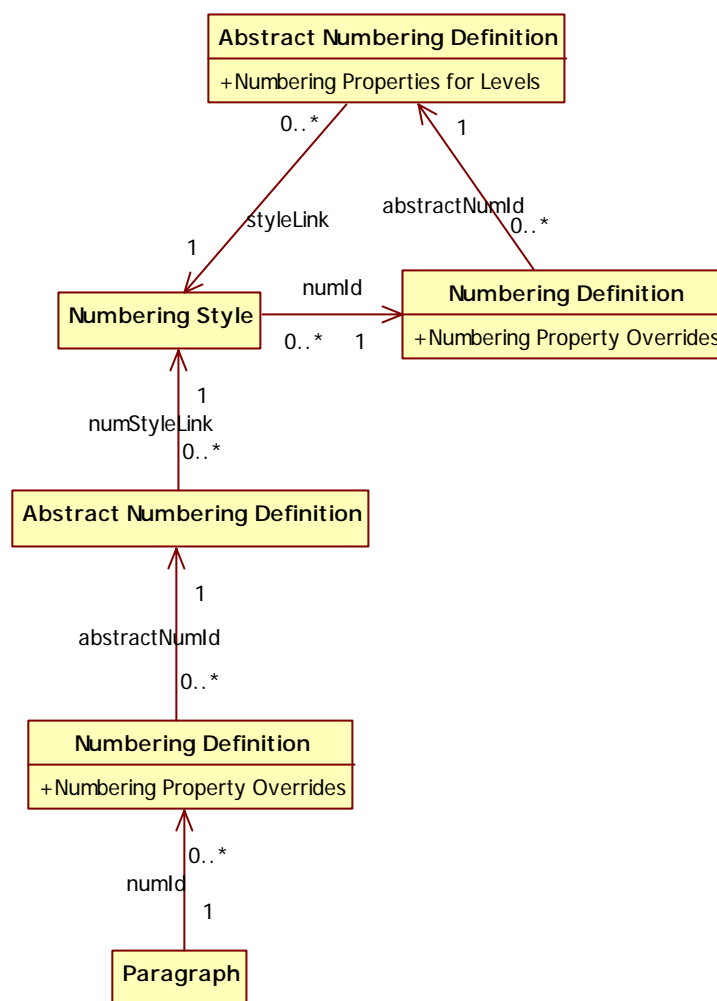 Abstract Numbering Definition
+Numbering Properties for Levels
0..*
1
abstractNumId
0..*
styleLink
1
numId
Numbering Definition
Numbering Style
+Numbering Property Overrides
0..*
1
1
numStyleLink
0..*
Abstract Numbering Definition
1
abstractNumId
0..*
Numbering Definition
+Numbering Property Overrides
0..*
numId
1
Paragraph